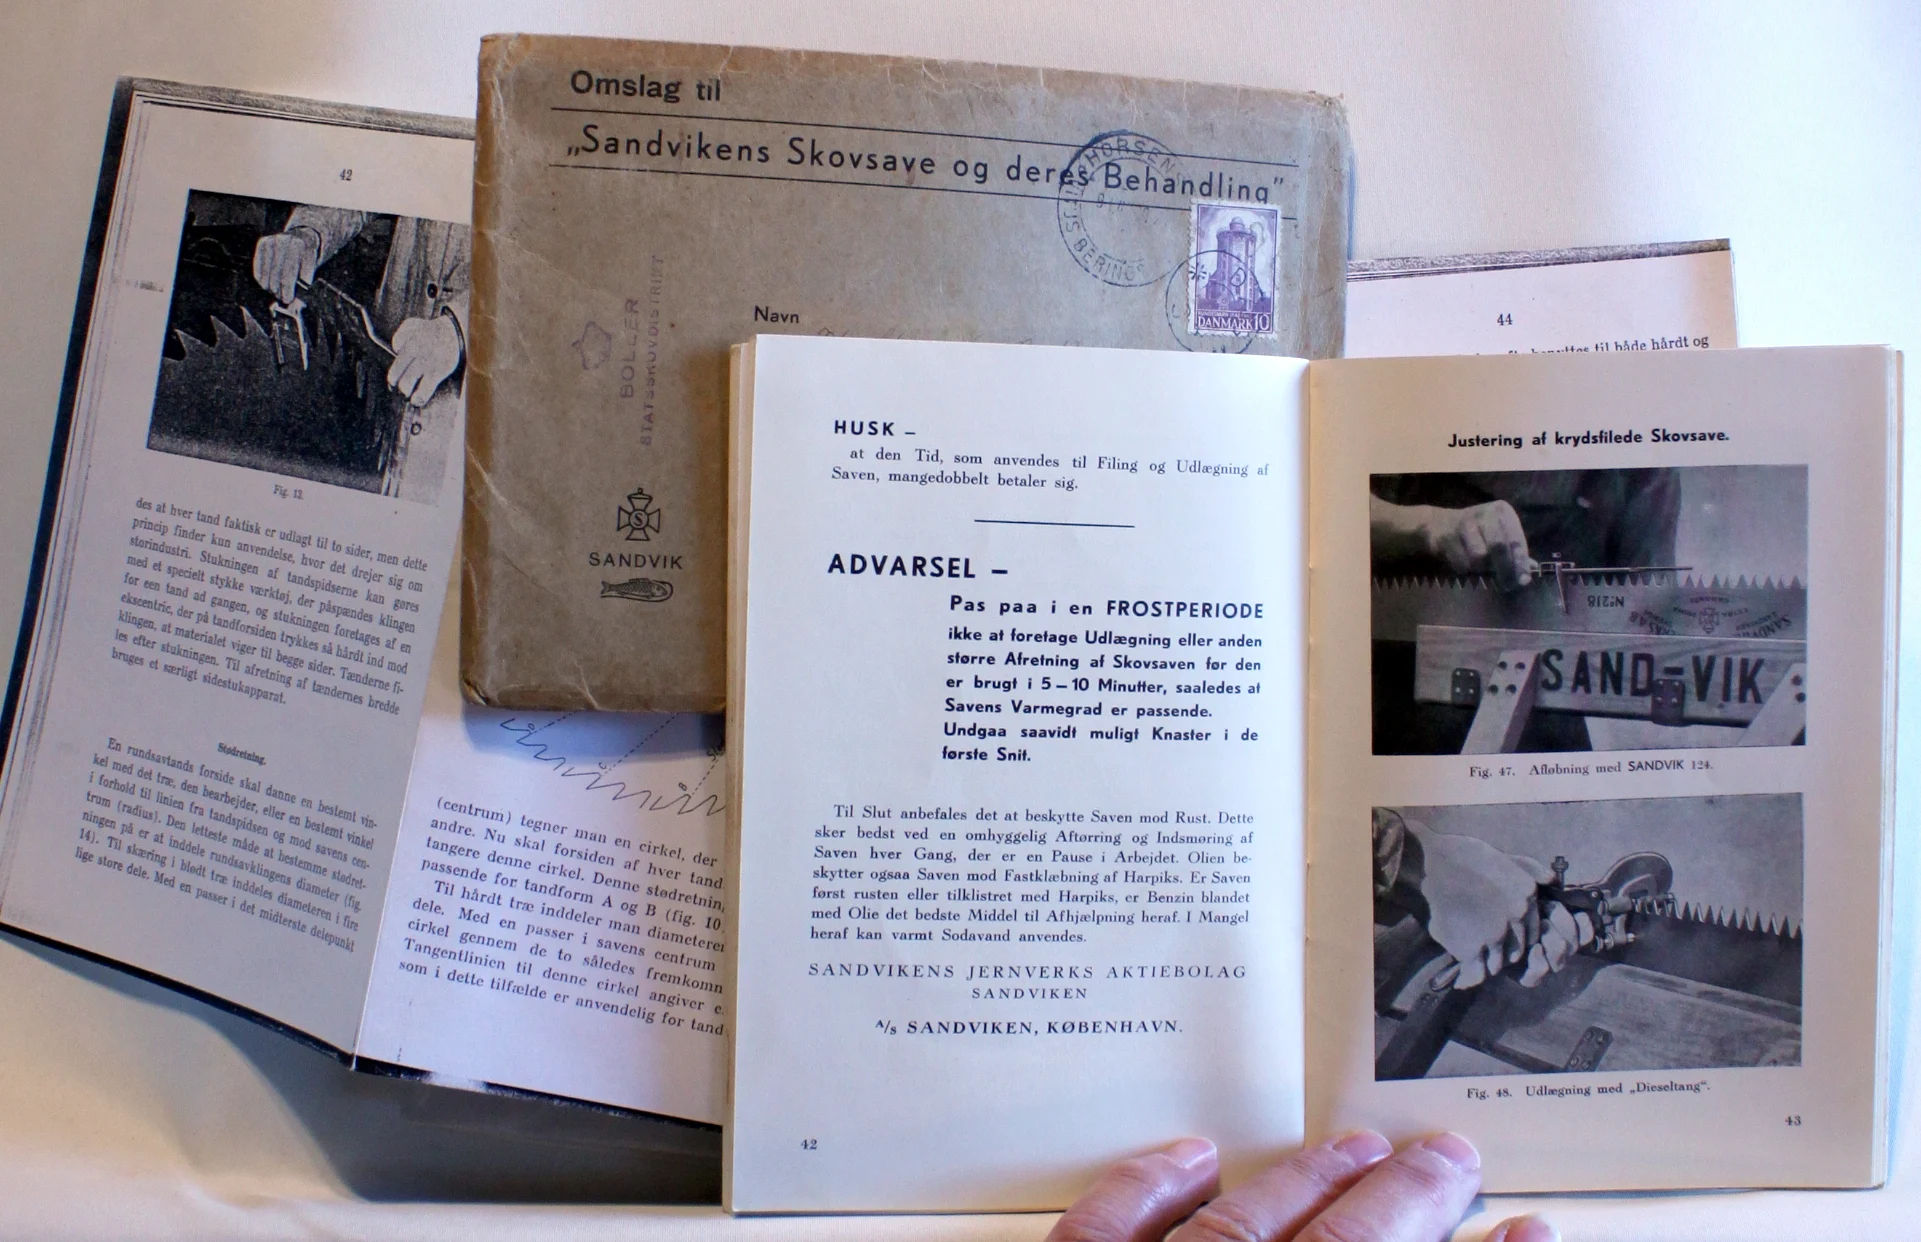 Omslag til
„Sandvikens Skovsave og deres Behandling"
HORSENS
BERINGS
DANMARK 10
Navn
BOLLER
STATSSKOVDISTRIKT
S
SANDVIK
42
Fig. 13.
des at hver tand faktisk er udlagt til to sider, men dette
princip finder kun anvendelse, hvor det drejer sig om
storindustri. Stukningen af tandspidserne kan gøres
med et specielt stykke værktøj, der påspændes klingen
for een tand ad gangen, og stukningen foretages af en
ekscentric, der på tandforsiden trykkes så hårdt ind mod
klingen, at materialet viger til begge sider. Tænderne fi-
les efter stukningen. Til afretning af tændernes bredde
bruges et særligt sidestukapparat.
Stødretning.
En rundsavtands forside skal danne en bestemt vin-
kel med det træ, den bearbejder, eller en bestemt vinkel
i forhold til linien fra tandspidsen og mod savens cen-
trum (radius). Den letteste måde at bestemme stødret-
ningen på er at inddele rundsavklingens diameter (fig.
14). Til skæring i blødt træ inddeles diameteren i fire
lige store dele. Med en passer i det midterste delepunkt
(centrum) tegner man en cirkel, der
andre. Nu skal forsiden af hver tand
tangere denne cirkel. Denne stødretnin
passende for tandform A og B (fig. 10
Til hårdt træ inddeler man diameteren
dele. Med en passer i savens centrum
cirkel gennem de to således fremkomn
Tangentlinien til denne cirkel angiver
som i dette tilfælde er anvendelig for tand
44
benyttes til både hårdt og
HUSK –
at den Tid, som anvendes til Filing og Udlægning af
Saven, mangedobbelt betaler sig.
ADVARSEL –
Pas paa i en FROSTPERIODE
ikke at foretage Udlægning eller anden
større Afretning af Skovsaven før den
er brugt i 5–10 Minutter, saaledes at
Savens Varmegrad er passende.
Undgaa saavidt muligt Knaster i de
første Snit.
Til Slut anbefales det at beskytte Saven mod Rust. Dette
sker bedst ved en omhyggelig Aftørring og Indsmøring af
Saven hver Gang, der er en Pause i Arbejdet. Olien be-
skytter ogsaa Saven mod Fastklæbning af Harpiks. Er Saven
først rusten eller tilklistret med Harpiks, er Benzin blandet
med Olie det bedste Middel til Afhjælpning heraf. I Mangel
heraf kan varmt Sodavand anvendes.
SANDVIKENS JERNVERKS AKTIEBOLAG
SANDVIKEN
A/s SANDVIKEN, KØBENHAVN.
42
Justering af krydsfilede Skovsave.
Nº 218
SAND-VIK
Fig. 47. Afløbning med SANDVIK 124.
Fig. 48. Udlægning med „Dieseltang“.
43